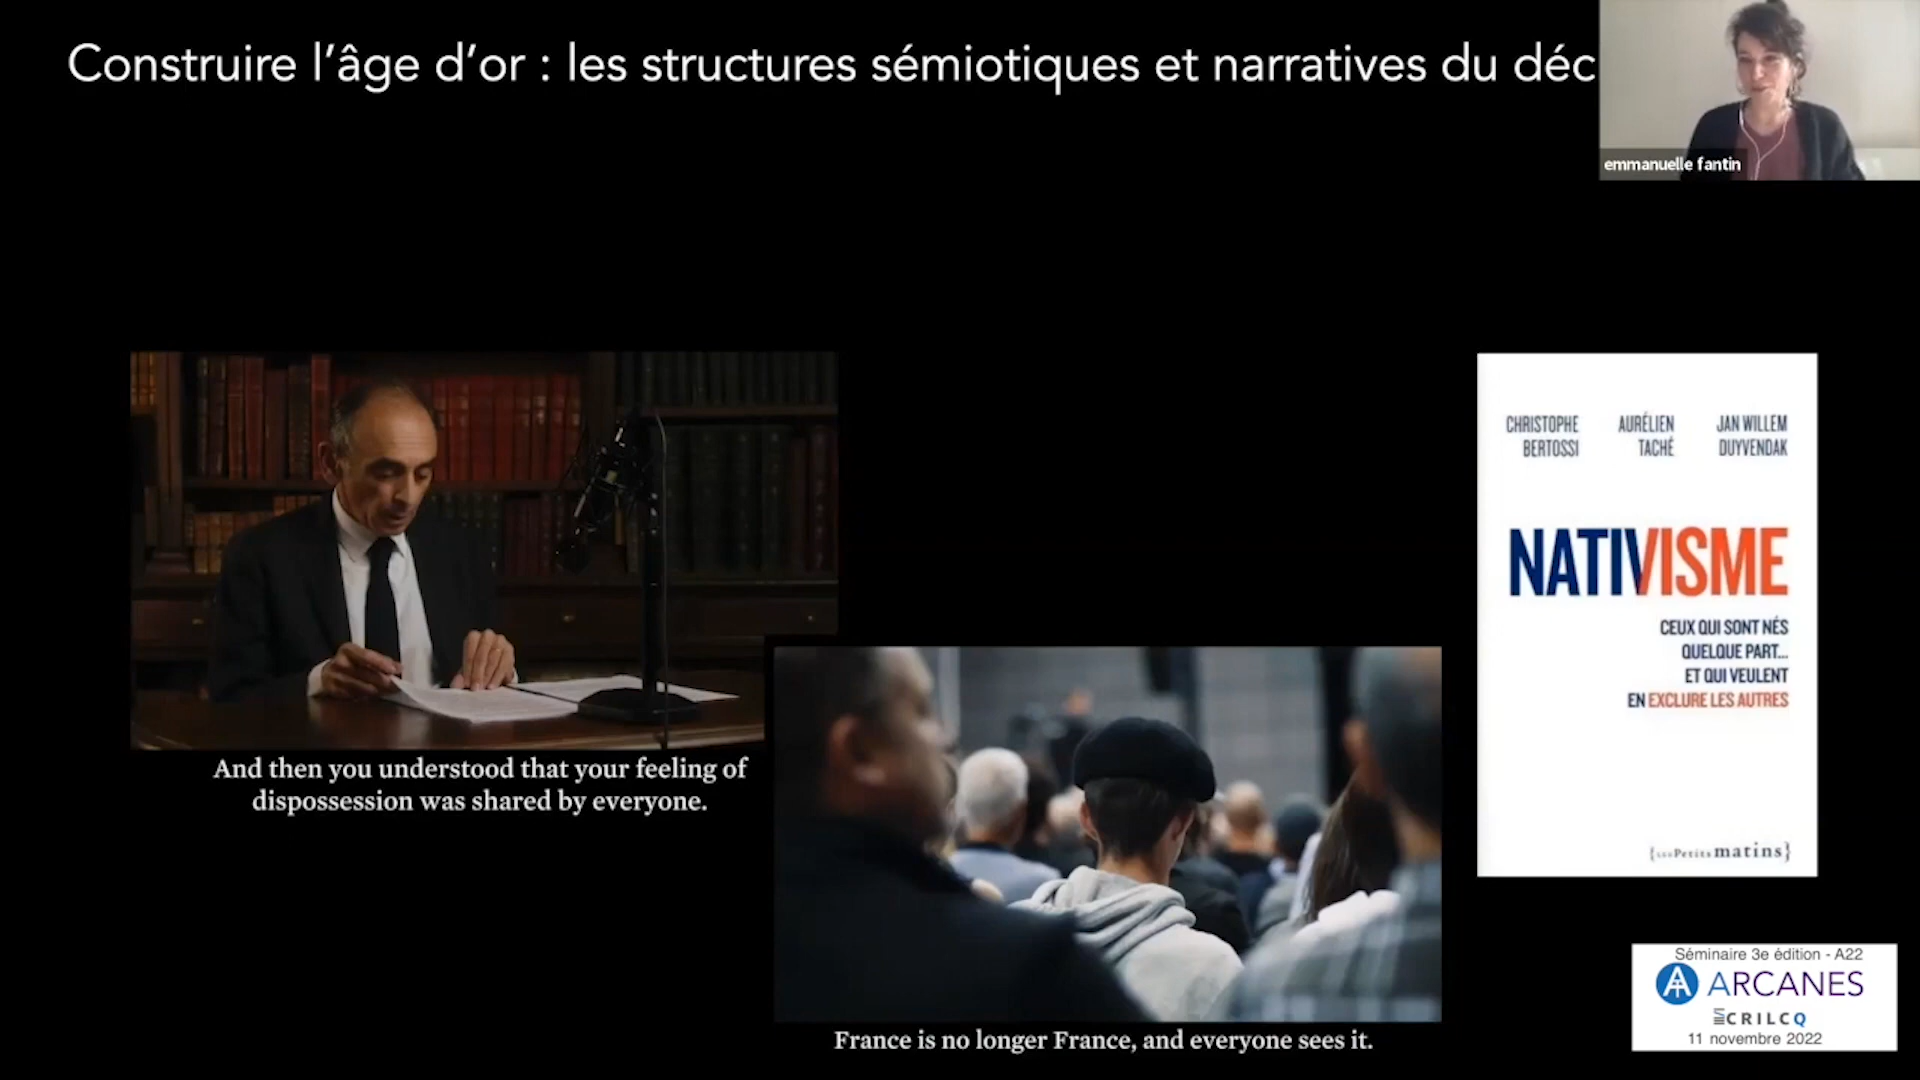 Construire l’âge d’or : les structures sémiotiques et narratives du déc
emmanuelle fantin
And then you understood that your feeling of
dispossession was shared by everyone.
France is no longer France, and everyone sees it.
CHRISTOPHE
BERTOSSI
AURÉLIEN
TACHÉ
JAN WILLEM
DUYVENDAK
NATIVISME
CEUX QUI SONT NÉS
QUELQUE PART...
ET QUI VEULENT
EN EXCLURE LES AUTRES
{Les Petits matins}
Séminaire 3e édition - A22
ARCANES
CRILCQ
11 novembre 2022